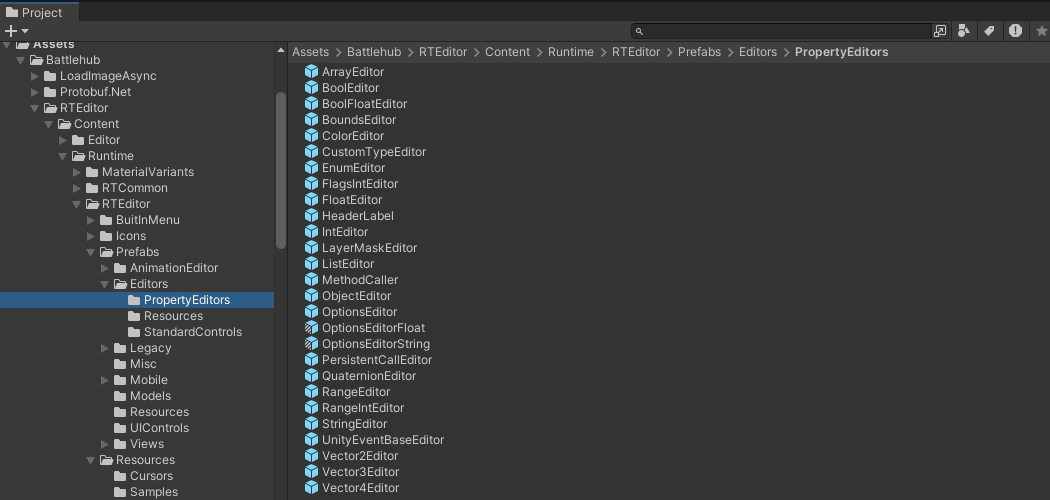 Project
Assets
Battlehub
LoadImageAsync
Protobuf.Net
RTEditor
Content
Editor
Runtime
MaterialVariants
RTCommon
RTEditor
BuitInMenu
Icons
Prefabs
AnimationEditor
Editors
PropertyEditors
Resources
StandardControls
Legacy
Misc
Mobile
Models
Resources
UIControls
Views
Resources
Cursors
Samples
Assets > Battlehub > RTEditor > Content > Runtime > RTEditor > Prefabs > Editors > PropertyEditors
ArrayEditor
BoolEditor
BoolFloatEditor
BoundsEditor
ColorEditor
CustomTypeEditor
EnumEditor
FlagsIntEditor
FloatEditor
HeaderLabel
IntEditor
LayerMaskEditor
ListEditor
MethodCaller
ObjectEditor
OptionsEditor
OptionsEditorFloat
OptionsEditorString
PersistentCallEditor
QuaternionEditor
RangeEditor
RangeIntEditor
StringEditor
UnityEventBaseEditor
Vector2Editor
Vector3Editor
Vector4Editor